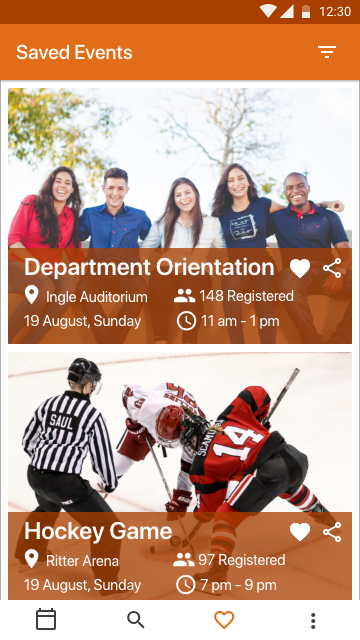 12:30
Saved Events
Department Orientation
Ingle Auditorium 148 Registered
19 August, Sunday 11 am - 1 pm
SAUL
14
Hockey Game
Ritter Arena 97 Registered
19 August, Sunday 7 pm - 9 pm